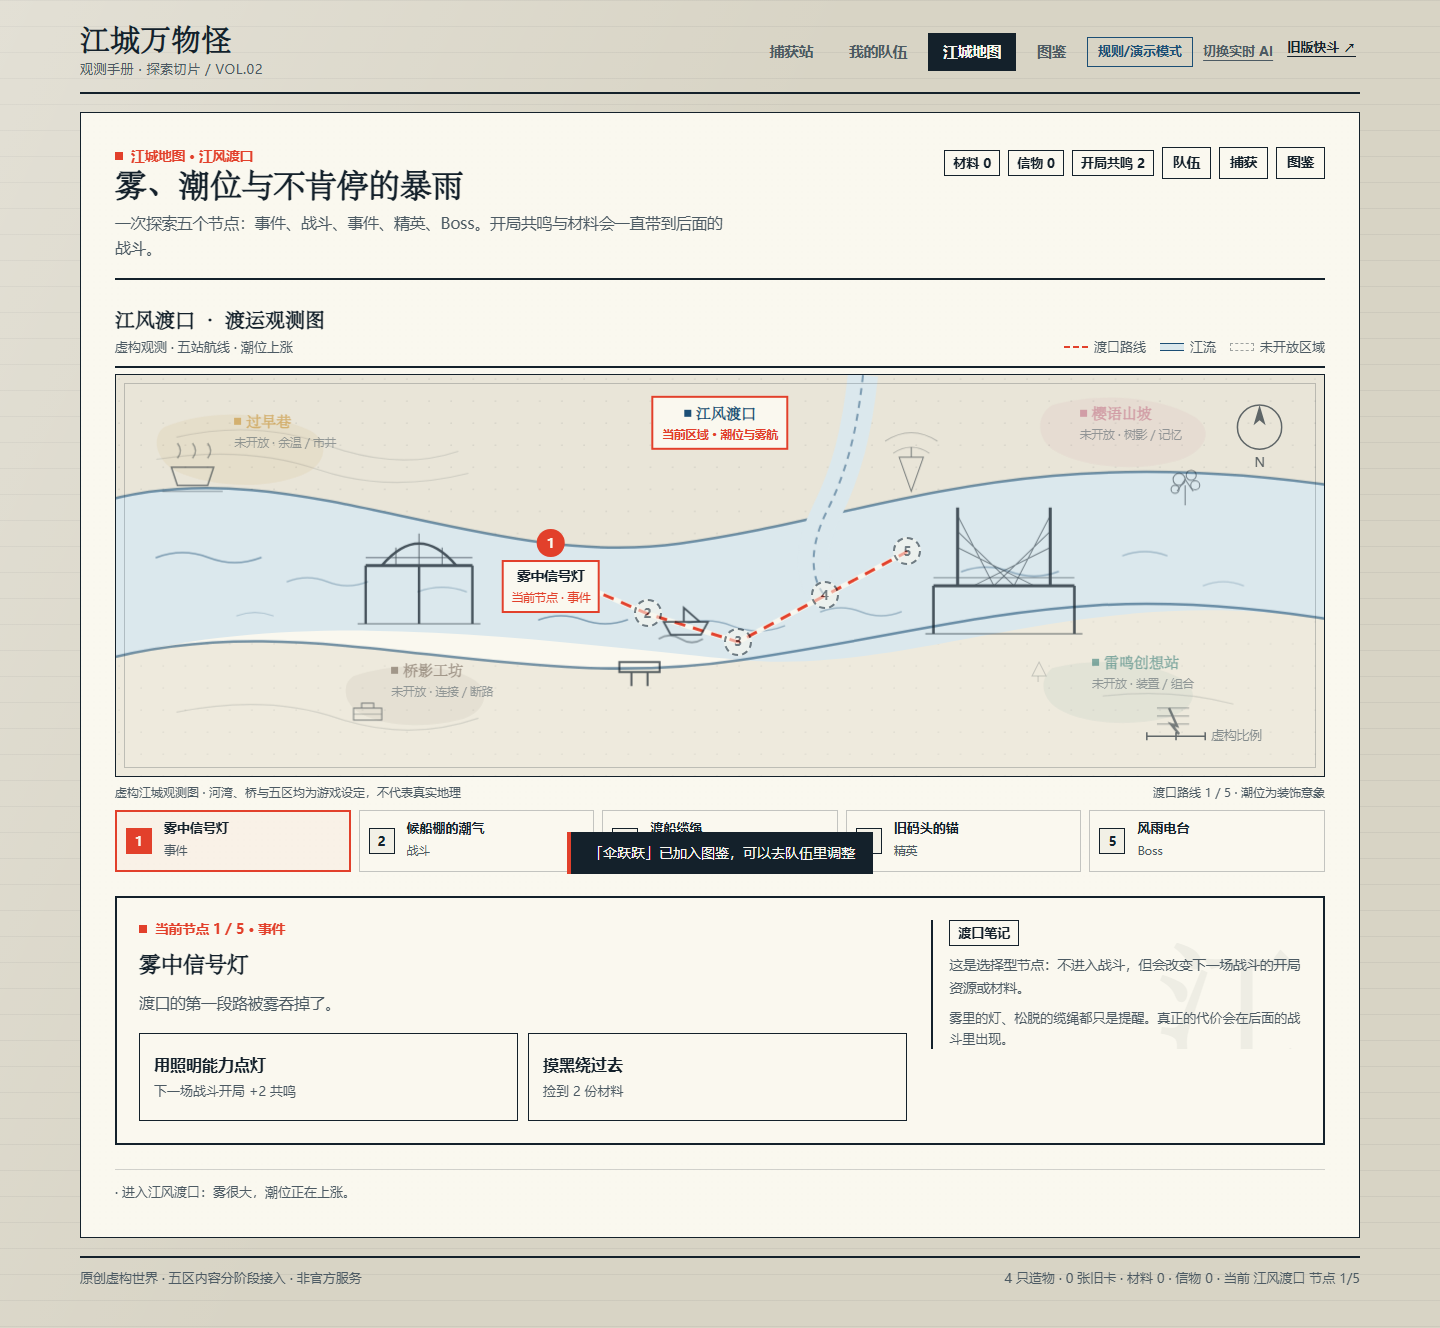 江城万物怪
观测手册 · 探索切片 / VOL.02
捕获站
我的队伍
江城地图
图鉴
规则/演示模式
切换实时 AI
旧版快斗 ↗
■ 江城地图 • 江风渡口
雾、潮位与不肯停的暴雨
一次探索五个节点：事件、战斗、事件、精英、Boss。开局共鸣与材料会一直带到后面的
战斗。
材料 0
信物 0
开局共鸣 2
队伍
捕获
图鉴
江风渡口 · 渡运观测图
虚构观测 · 五站航线 · 潮位上涨
渡口路线
江流
未开放区域
■ 过早巷
未开放 · 余温 / 市井
■ 江风渡口
当前区域 • 潮位与雾航
■ 樱语山坡
未开放 · 树影 / 记忆
N
1
雾中信号灯
当前节点 · 事件
2
3
4
5
■ 桥影工坊
未开放 · 连接 / 断路
■ 雷鸣创想站
未开放 · 装置 / 组合
虚构比例
虚构江城观测图 · 河湾、桥与五区均为游戏设定，不代表真实地理
渡口路线 1 / 5 · 潮位为装饰意象
1
雾中信号灯
事件
2
候船棚的潮气
战斗
渡船缆绳
旧码头的锚
精英
5
风雨电台
Boss
「伞跃跃」已加入图鉴，可以去队伍里调整
■ 当前节点 1 / 5 • 事件
雾中信号灯
渡口的第一段路被雾吞掉了。
用照明能力点灯
下一场战斗开局 +2 共鸣
摸黑绕过去
捡到 2 份材料
渡口笔记
这是选择型节点：不进入战斗，但会改变下一场战斗的开局
资源或材料。
雾里的灯、松脱的缆绳都只是提醒。真正的代价会在后面的战
斗里出现。
江
· 进入江风渡口：雾很大，潮位正在上涨。
原创虚构世界 · 五区内容分阶段接入 · 非官方服务
4 只造物 · 0 张旧卡 · 材料 0 · 信物 0 · 当前 江风渡口 节点 1/5